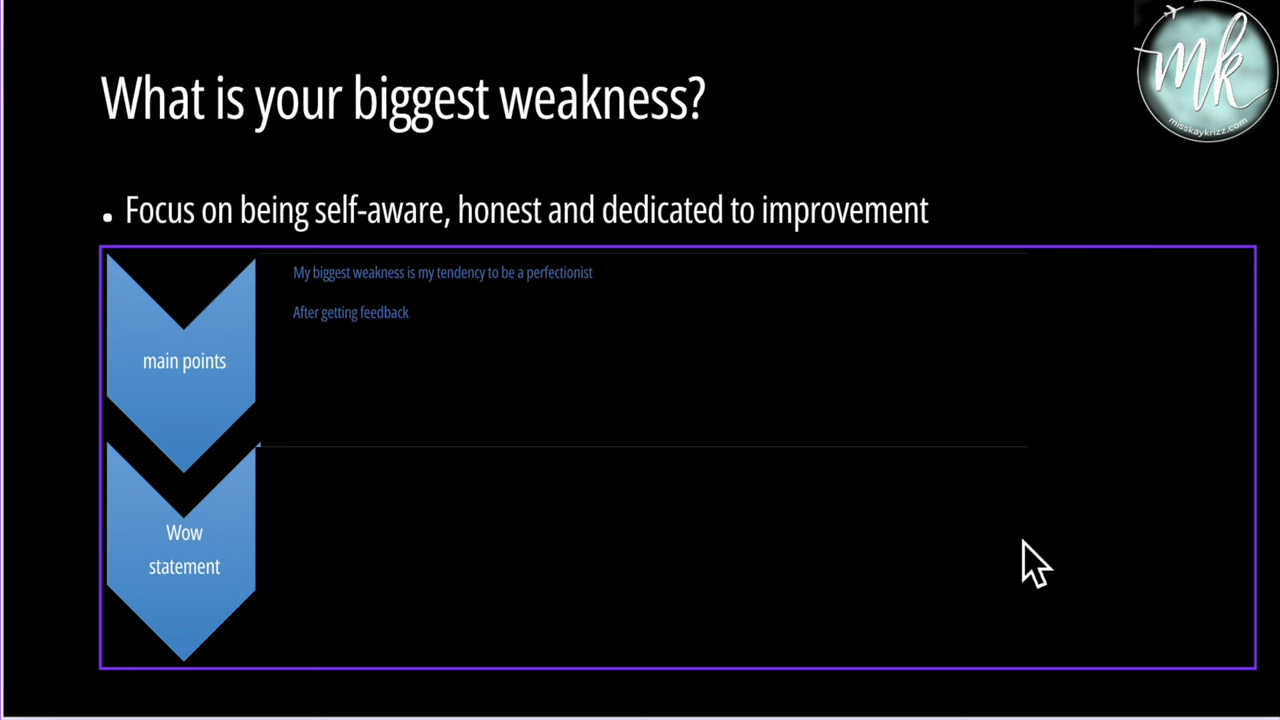 What is your biggest weakness?
mk
misskaykrizz.com
• Focus on being self-aware, honest and dedicated to improvement
My biggest weakness is my tendency to be a perfectionist
After getting feedback
main points
Wow
statement